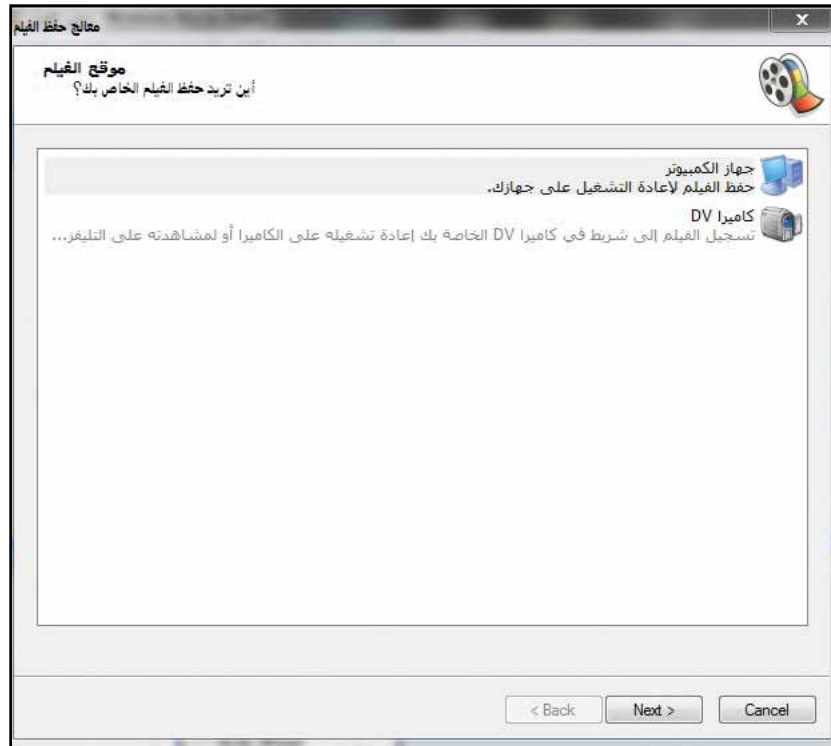 معالج حفظ الفيلم
X
موقع الفيلم
أين تريد حفظ الفيلم الخاص بك؟
جهاز الكمبيوتر
حفظ الفيلم لإعادة التشغيل على جهازك.
كاميرا DV
تسجيل الفيلم إلى شريط في كاميرا DV الخاصة بك إعادة تشغيله على الكاميرا أو لمشاهدته على التليفز...
< Back Next > Cancel